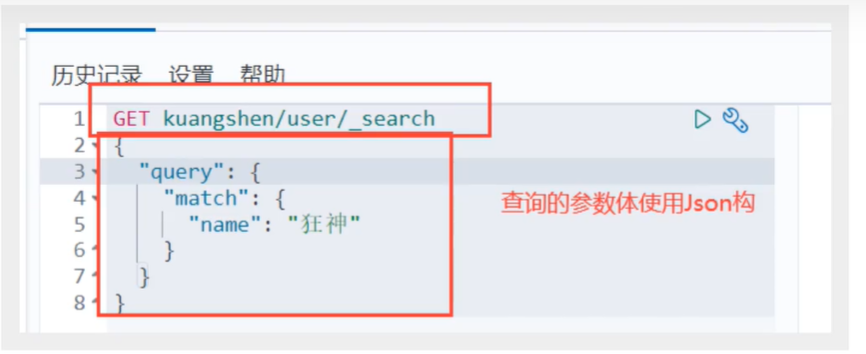 历史记录 设置 帮助
1 GET kuangshen/user/_search
2 {
3 "query": {
4 "match": {
5 "name": "狂神"
6 }
7 }
8 }
查询的参数体使用Json构